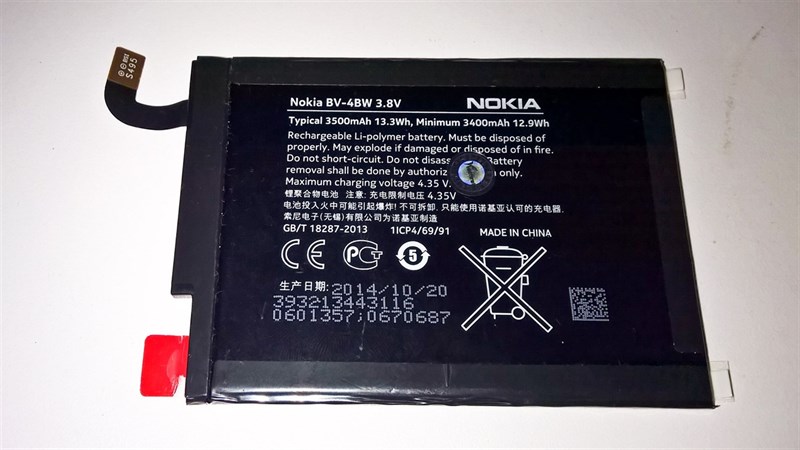 S495
Nokia BV-4BW 3.8V
NOKIA
Typical 3500mAh 13.3Wh, Minimum 3400mAh 12.9Wh
Rechargeable Li-polymer battery. Must be disposed of
properly. May explode if damaged or disposed of in fire.
Do not short-circuit. Do not disass Battery
removal shall be done by authoriz n only.
Maximum charging voltage 4.35 V.
锂聚合物电池 注意: 充电限制电压 4.35V
电池投入火中可能引起爆炸! 不可拆卸. 只能使用诺基亚认可的充电器.
索尼电子(无锡)有限公司为诺基亚制造
GB/T 18287-2013 1ICP4/69/91 MADE IN CHINA
CE PCT 5
生产日期: 2014/10/20
393213443116
0601357;0670687